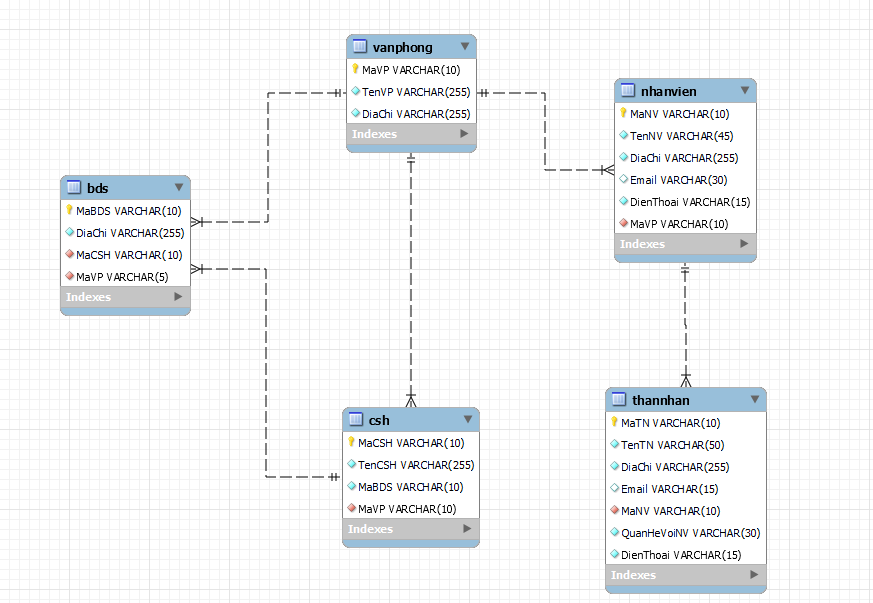 vanphong
MaVP VARCHAR(10)
TenVP VARCHAR(255)
DiaChi VARCHAR(255)
Indexes
nhanvien
MaNV VARCHAR(10)
TenNV VARCHAR(45)
DiaChi VARCHAR(255)
Email VARCHAR(30)
DienThoai VARCHAR(15)
MaVP VARCHAR(10)
Indexes
bds
MaBDS VARCHAR(10)
DiaChi VARCHAR(255)
MaCSH VARCHAR(10)
MaVP VARCHAR(5)
Indexes
csh
MaCSH VARCHAR(10)
TenCSH VARCHAR(255)
MaBDS VARCHAR(10)
MaVP VARCHAR(10)
Indexes
thannhan
MaTN VARCHAR(10)
TenTN VARCHAR(50)
DiaChi VARCHAR(255)
Email VARCHAR(15)
MaNV VARCHAR(10)
QuanHeVoiNV VARCHAR(30)
DienThoai VARCHAR(15)
Indexes